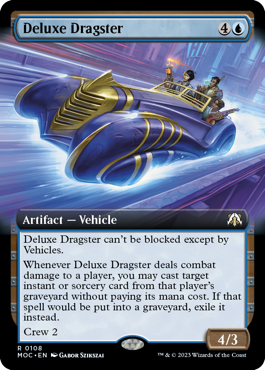 Deluxe Dragster 4
Artifact — Vehicle
Deluxe Dragster can't be blocked except by
Vehicles.
Whenever Deluxe Dragster deals combat
damage to a player, you may cast target
instant or sorcery card from that player's
graveyard without paying its mana cost. If that
spell would be put into a graveyard, exile it
instead.
Crew 2
4/3
R 0108
MOC • EN GABOR SZIKSZAI
™ & © 2023 Wizards of the Coast